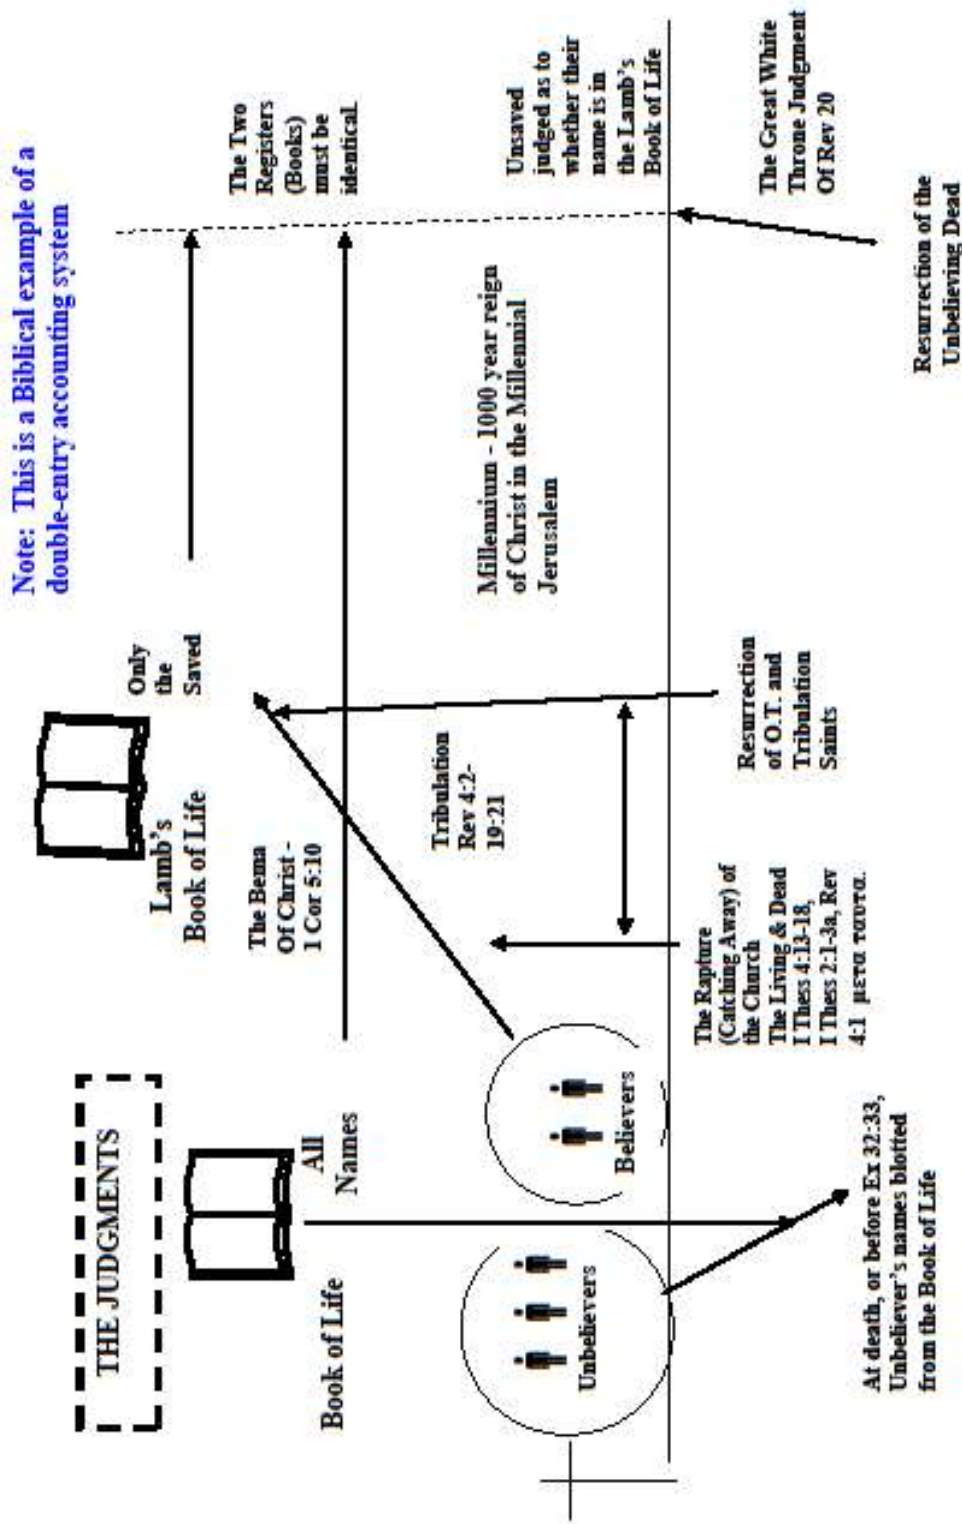 Note: This is a Biblical example of a
double-entry accounting system
THE JUDGMENTS
Book of Life
All
Names
Lamb's
Book of Life
Only
the
Saved
The Two
Registers
(Books)
must be
identical.
The Bema
Of Christ -
1 Cor 5:10
Tribulation
Rev 4:2-
19:21
Millennium - 1000 year reign
of Christ in the Millennial
Jerusalem
Unsaved
judged as to
whether their
name is in
the Lamb's
Book of Life
Unbelievers
Believers
At death, or before Ex 32:33,
Unbeliever's names blotted
from the Book of Life
The Rapture
(Catching Away) of
the Church
The Living & Dead
I Thess 4:13-18,
I Thess 2:1-3a, Rev
4:1 μετα ταυτα.
Resurrection
of O.T. and
Tribulation
Saints
The Great White
Throne Judgment
Of Rev 20
Resurrection of the
Unbelieving Dead